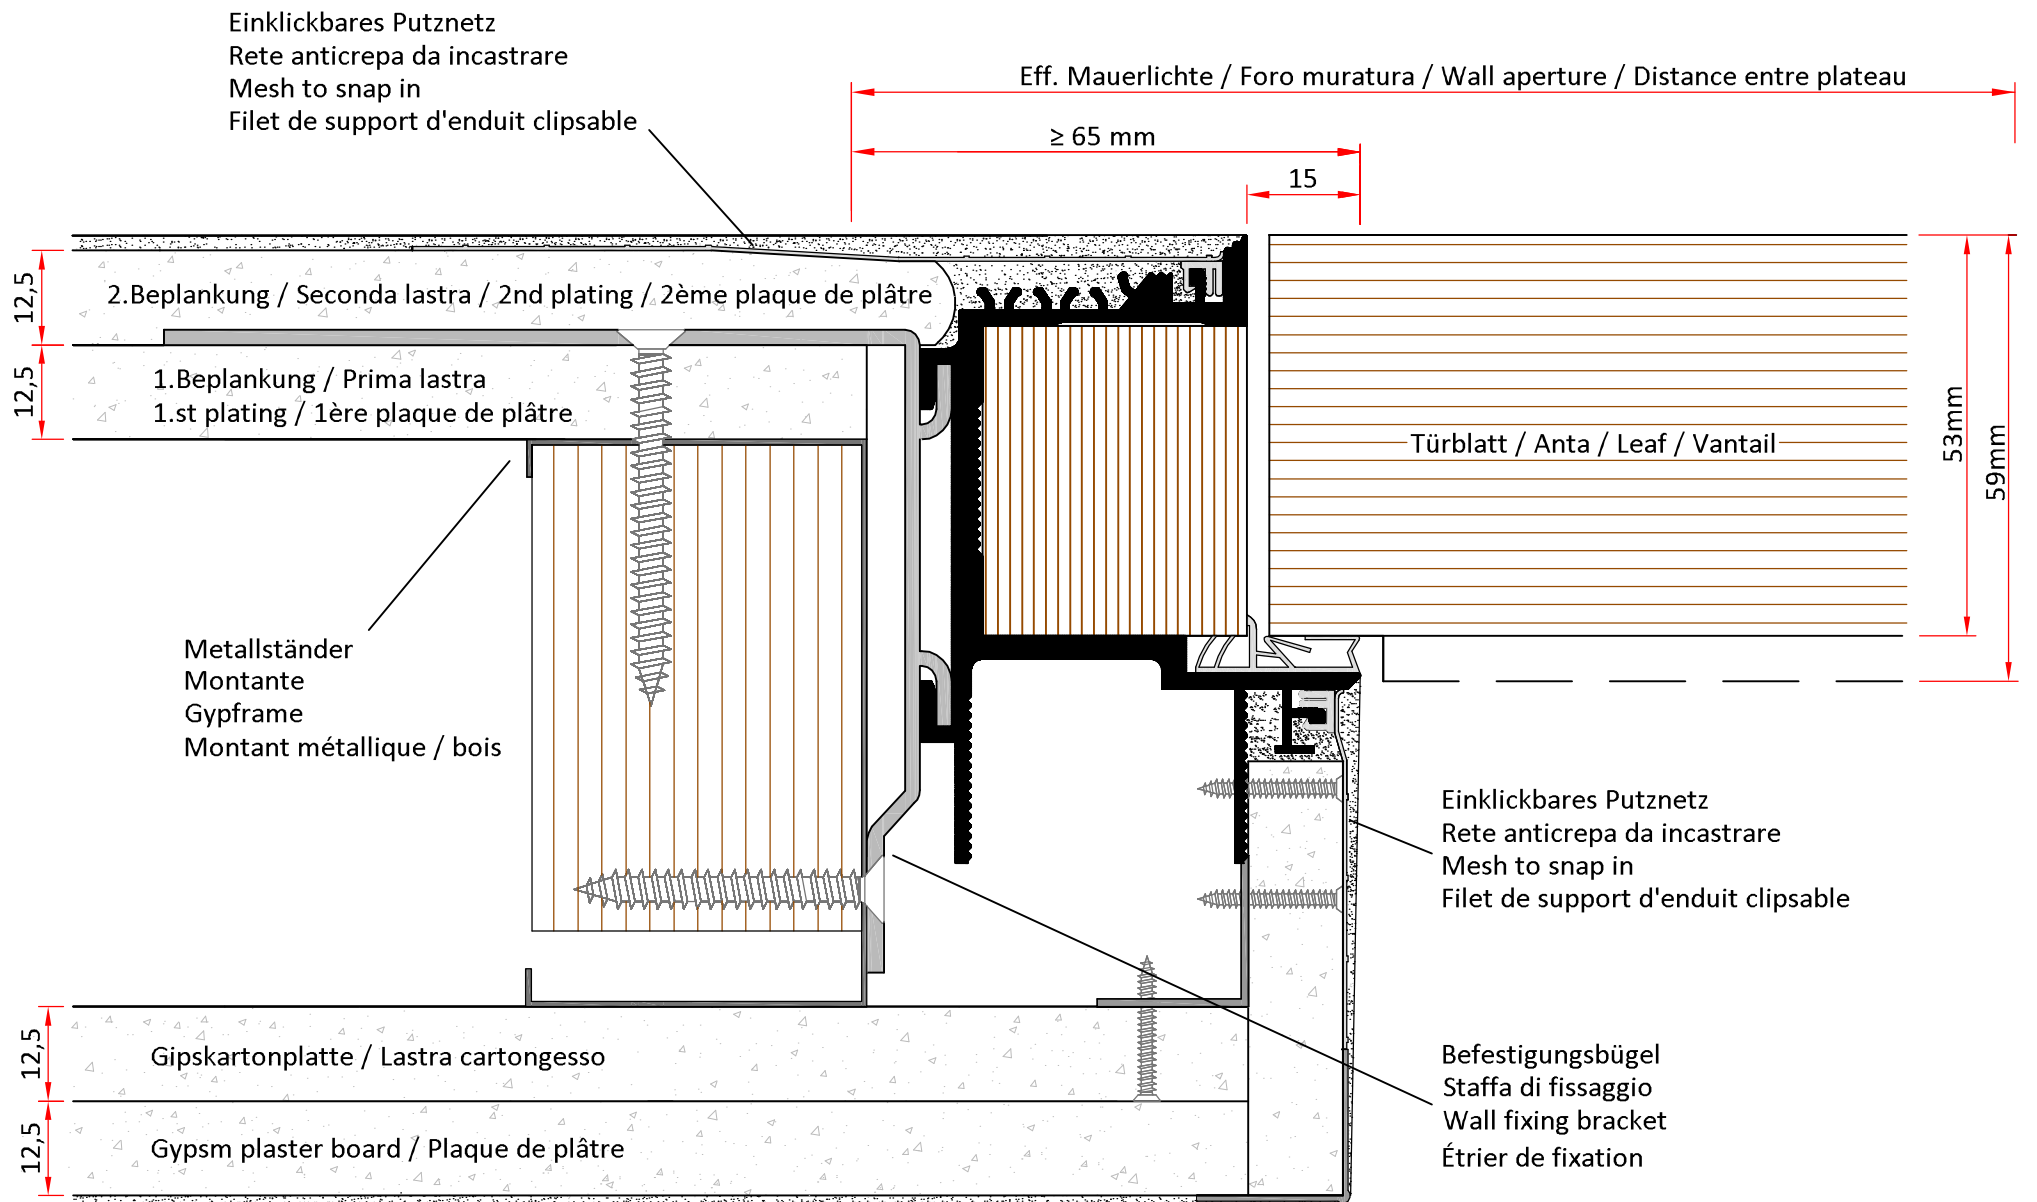 Einklickbares Putznetz
Rete anticrepa da incastrare
Mesh to snap in
Filet de support d'enduit clipsable
Eff. Mauerlichte / Foro muratura / Wall aperture / Distance entre plateau
≥ 65 mm
15
12,5
2.Beplankung / Seconda lastra / 2nd plating / 2ème plaque de plâtre
12,5
1.Beplankung / Prima lastra
1.st plating / 1ère plaque de plâtre
Türblatt / Anta / Leaf / Vantail
53mm
59mm
Metallständer
Montante
Gypframe
Montant métallique / bois
Einklickbares Putznetz
Rete anticrepa da incastrare
Mesh to snap in
Filet de support d'enduit clipsable
12,5
Gipskartonplatte / Lastra cartongesso
12,5
Gypsm plaster board / Plaque de plâtre
Befestigungsbügel
Staffa di fissaggio
Wall fixing bracket
Étrier de fixation